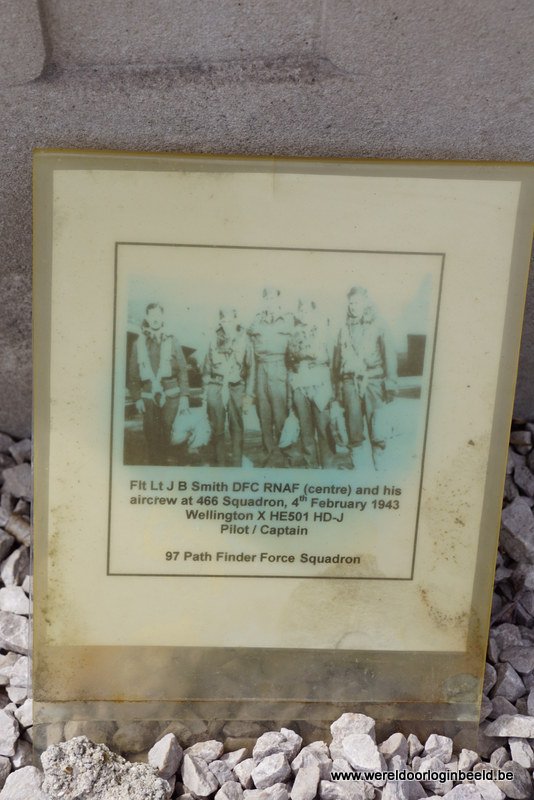 Flt Lt J B Smith DFC RNAF (centre) and his
aircrew at 466 Squadron, 4th February 1943
Wellington X HE501 HD-J
Pilot / Captain
97 Path Finder Force Squadron
www.wereldoorloginbeeld.be